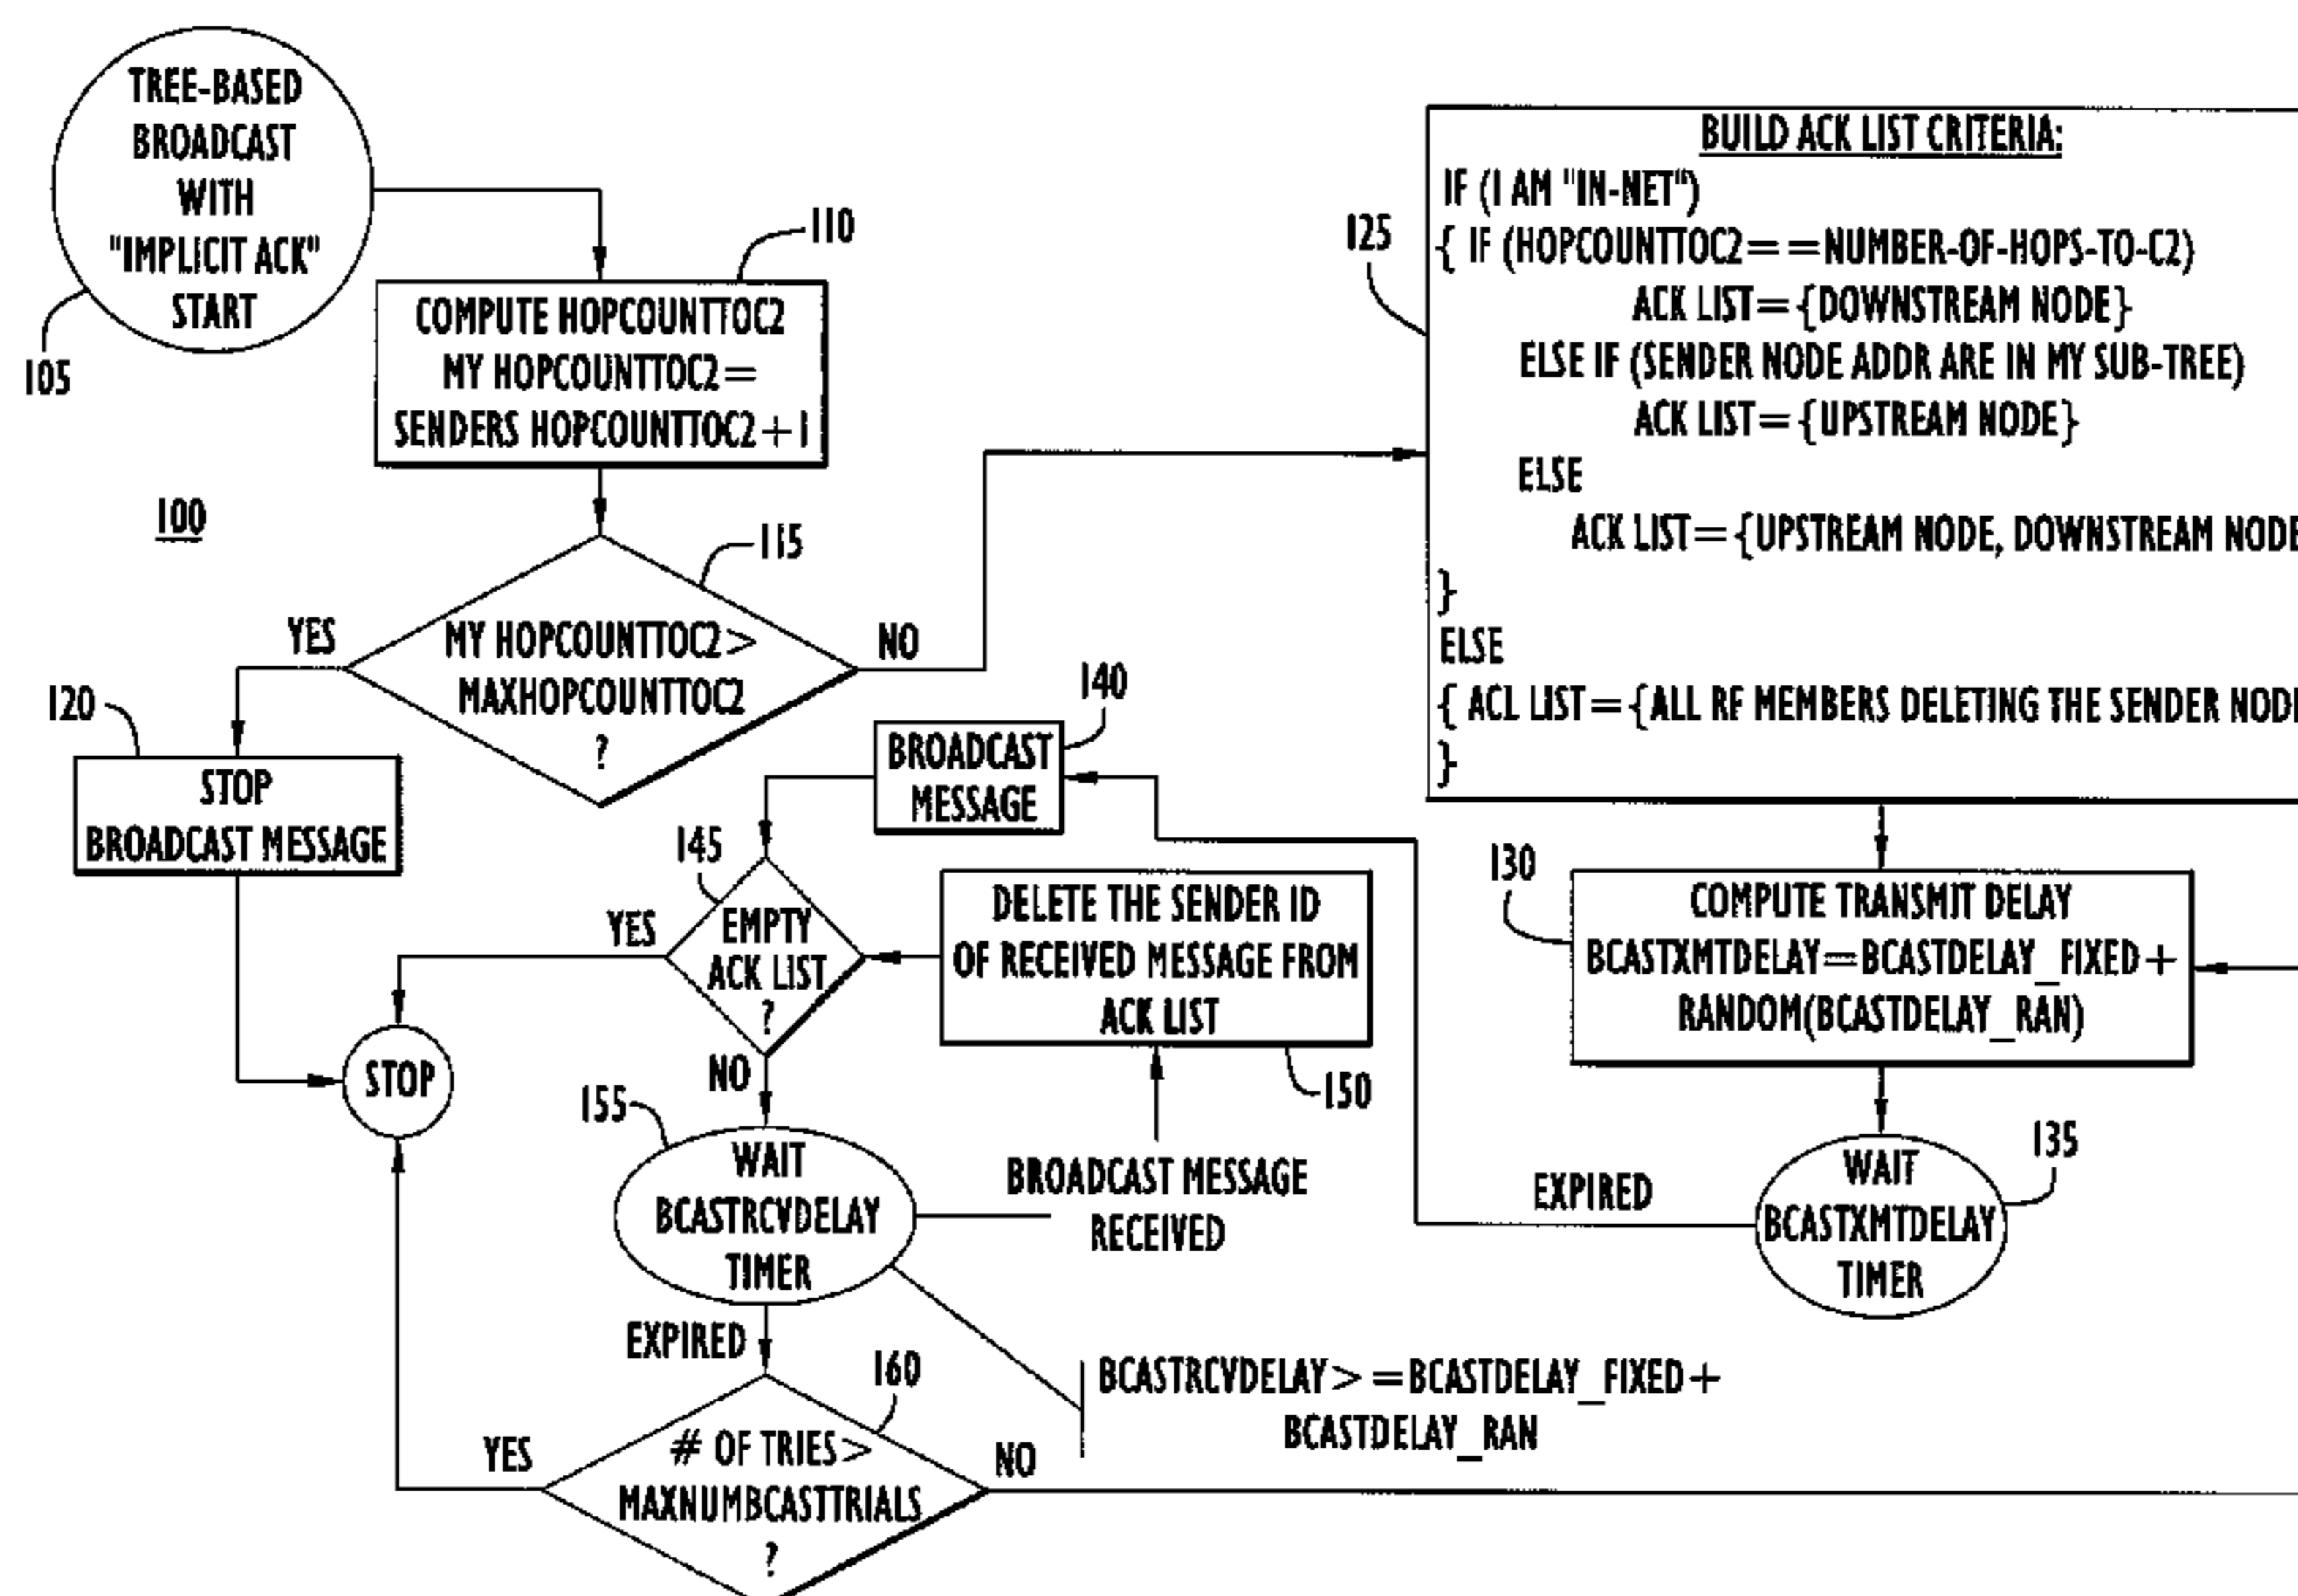 TREE-BASED
BROADCAST
WITH
"IMPLICIT ACK"
START
105
110
COMPUTE HOPCOUNTTOC2
MY HOPCOUNTTOC2=
SENDERS HOPCOUNTTOC2+1
100
115
MY HOPCOUNTTOC2>
MAXHOPCOUNTTOC2
?
YES
NO
120
STOP
BROADCAST MESSAGE
125
BUILD ACK LIST CRITERIA:
IF (I AM "IN-NET")
{ IF (HOPCOUNTTOC2==NUMBER-OF-HOPS-TO-C2)
ACK LIST={DOWNSTREAM NODE}
ELSE IF (SENDER NODE ADDR ARE IN MY SUB-TREE)
ACK LIST={UPSTREAM NODE}
ELSE
ACK LIST={UPSTREAM NODE, DOWNSTREAM NODE
}
ELSE
{ ACL LIST={ALL RF MEMBERS DELETING THE SENDER NODE
}
130
COMPUTE TRANSMIT DELAY
BCASTXMTDELAY=BCASTDELAY_FIXED+
RANDOM(BCASTDELAY_RAN)
135
WAIT
BCASTXMTDELAY
TIMER
EXPIRED
140
BROADCAST
MESSAGE
145
EMPTY
ACK LIST
?
YES
NO
STOP
150
DELETE THE SENDER ID
OF RECEIVED MESSAGE FROM
ACK LIST
BROADCAST MESSAGE
RECEIVED
155
WAIT
BCASTRCVDELAY
TIMER
EXPIRED
BCASTRCVDELAY>=BCASTDELAY_FIXED+
BCASTDELAY_RAN
160
# OF TRIES>
MAXNUMBCASTTRIALS
?
YES
NO